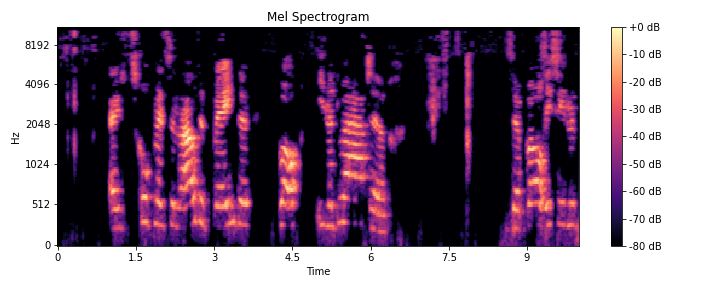 Mel Spectrogram
Hz
8192
4096
2048
1024
512
0
0 1.5 3 4.5 6 7.5 9
Time
+0 dB
-10 dB
-20 dB
-30 dB
-40 dB
-50 dB
-60 dB
-70 dB
-80 dB